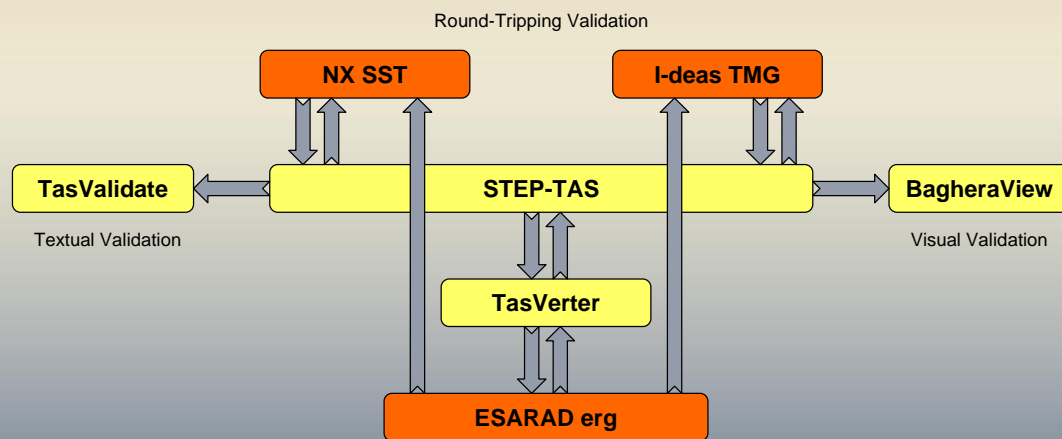 Round-Tripping Validation
NX SST
I-deas TMG
TasValidate
STEP-TAS
BagheraView
Textual Validation
Visual Validation
TasVerter
ESARAD erg